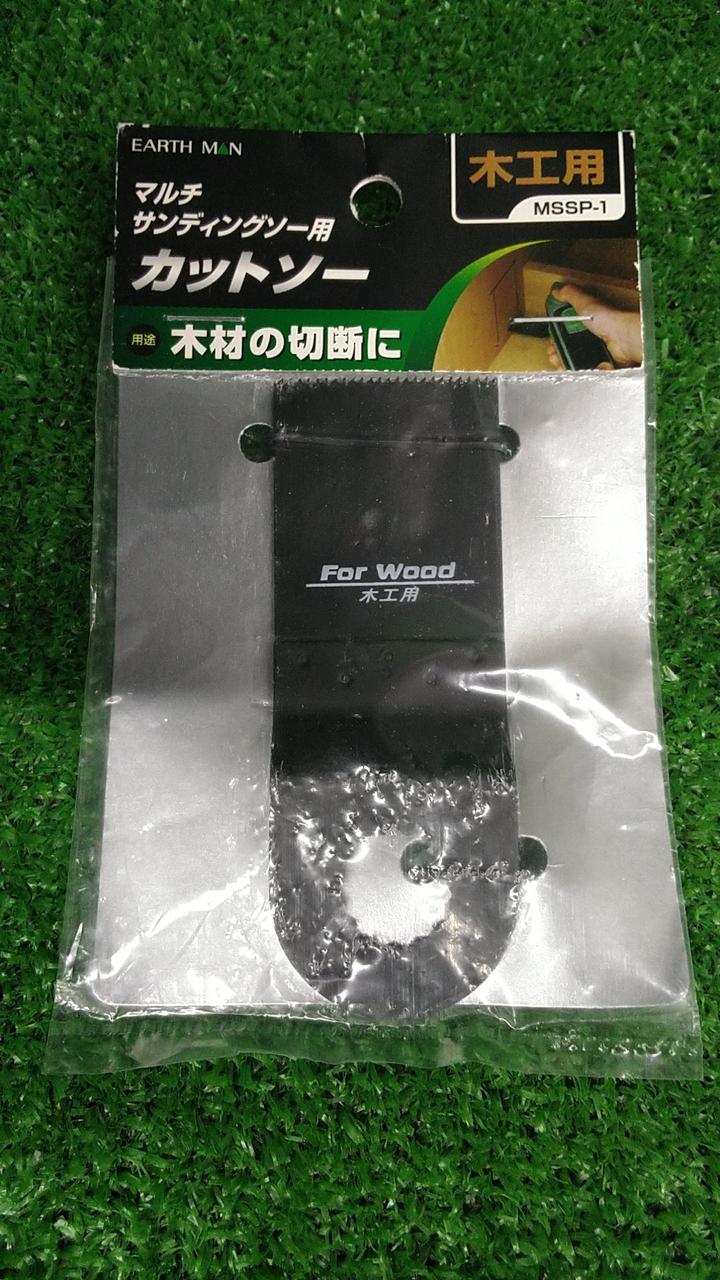 EARTH MAN
木工用
MSSP-1
マルチ
サンディングソー用
カットソー
用途 木材の切断に
For Wood
木工用